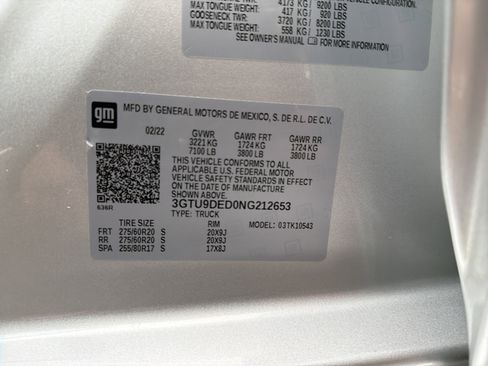 4173 KG/ 9200 LBS
MAX TONGUE WEIGHT: 417 KG/ 920 LBS
GOOSENECK TWR: 3720 KG/ 8200 LBS
MAX TONGUE WEIGHT: 558 KG/ 1230 LBS
SEE OWNER'S MANUAL FOR MORE INFORMATION
gm
MFD BY GENERAL MOTORS DE MEXICO, S. DE R.L. DE C.V.
02/22 GVWR GAWR FRT GAWR RR
3221 KG 1724 KG 1724 KG
7100 LB 3800 LB 3800 LB
THIS VEHICLE CONFORMS TO ALL
APPLICABLE U.S. FEDERAL MOTOR
VEHICLE SAFETY STANDARDS IN EFFECT
ON THE DATE OF MANUFACTURE
SHOWN ABOVE.
3GTU9DED0NG212653
TYPE: TRUCK
636R
TIRE SIZE RIM MODEL: 03TK10543
FRT 275/60R20 S 20X9J
RR 275/60R20 S 20X9J
SPA 255/80R17 S 17X8J